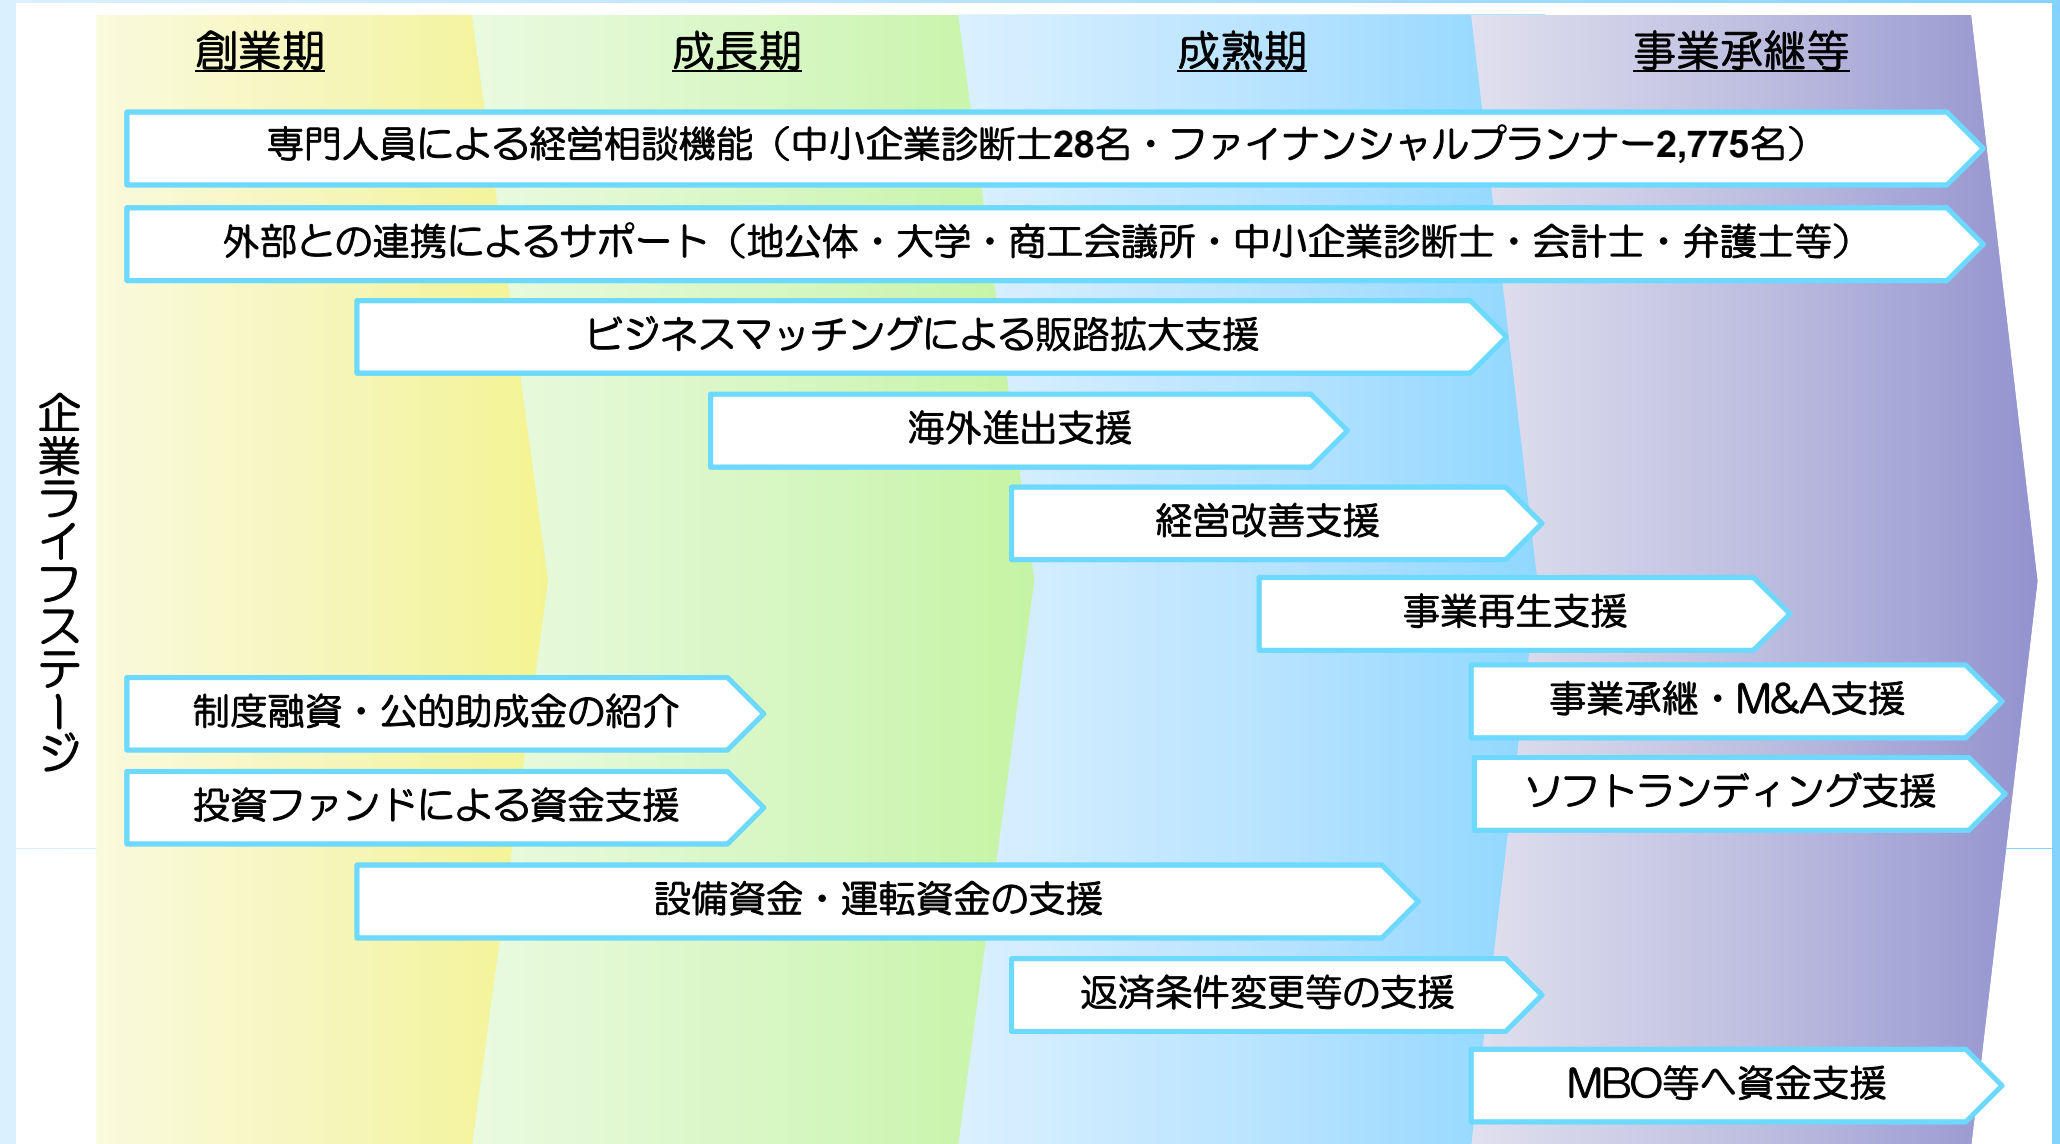 創業期
成長期
成熟期
事業承継等
専門人員による経営相談機能（中小企業診断士28名・ファイナンシャルプランナー2,775名）
外部との連携によるサポート（地公体・大学・商工会議所・中小企業診断士・会計士・弁護士等）
ビジネスマッチングによる販路拡大支援
海外進出支援
経営改善支援
事業再生支援
企業ライフステージ
制度融資・公的助成金の紹介
事業承継・M&A支援
投資ファンドによる資金支援
ソフトランディング支援
設備資金・運転資金の支援
返済条件変更等の支援
MBO等へ資金支援